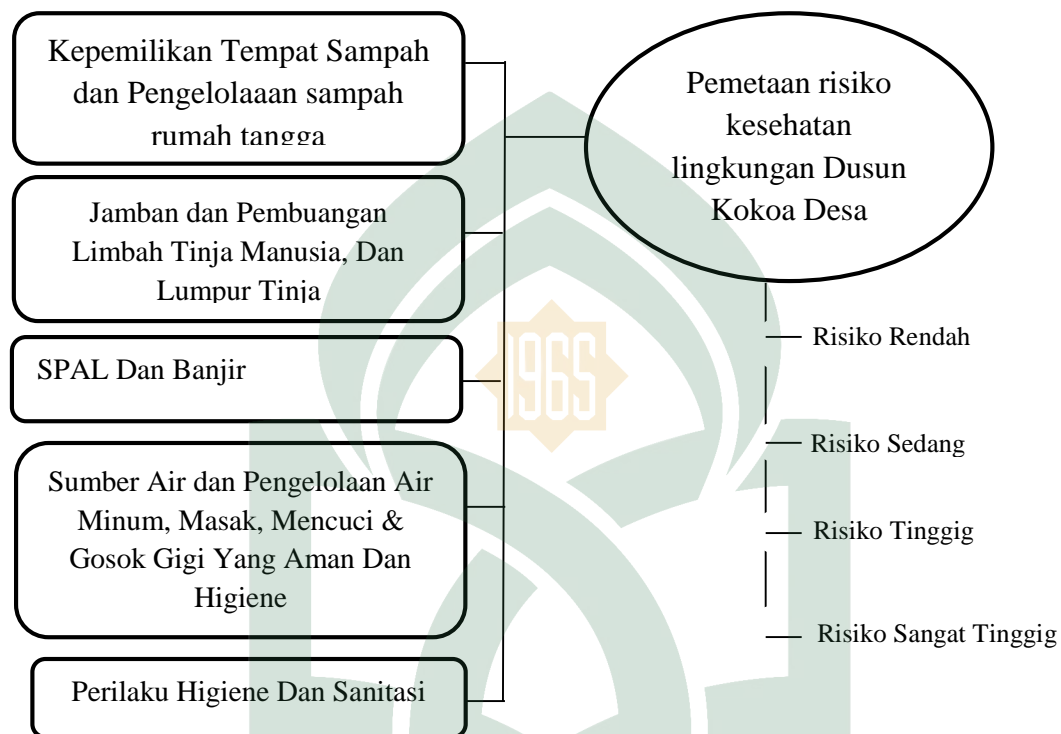 Kepemilikan Tempat Sampah
dan Pengelolaaan sampah
rumah tangga
Jamban dan Pembuangan
Limbah Tinja Manusia, Dan
Lumpur Tinja
SPAL Dan Banjir
Sumber Air dan Pengelolaan Air
Minum, Masak, Mencuci &
Gosok Gigi Yang Aman Dan
Higiene
Perilaku Higiene Dan Sanitasi
Pemetaan risiko
kesehatan
lingkungan Dusun
Kokoa Desa
Risiko Rendah
Risiko Sedang
Risiko Tinggig
Risiko Sangat Tinggig
1965